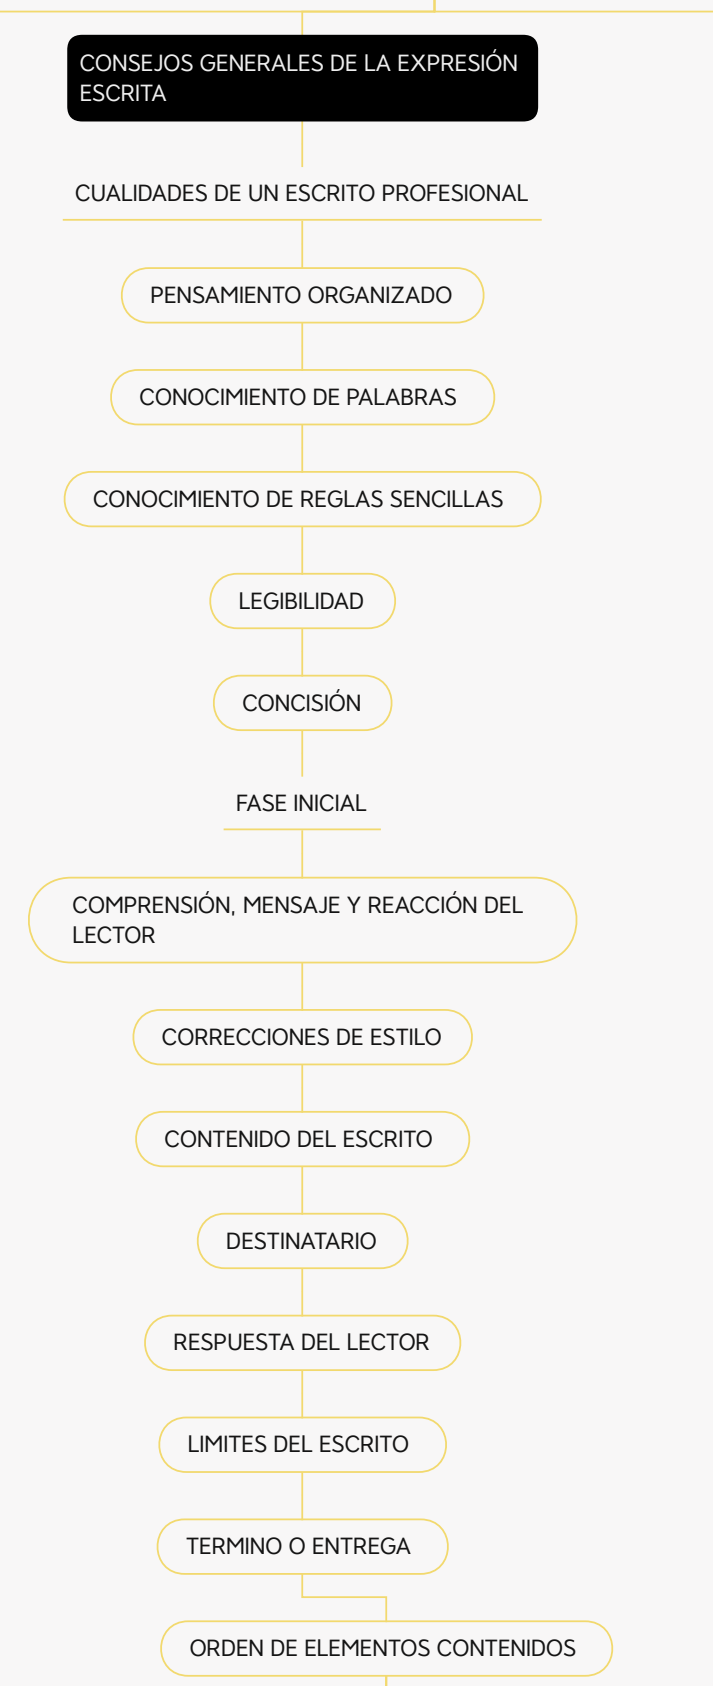 CONSEJOS GENERALES DE LA EXPRESIÓN
ESCRITA
CUALIDADES DE UN ESCRITO PROFESIONAL
PENSAMIENTO ORGANIZADO
CONOCIMIENTO DE PALABRAS
CONOCIMIENTO DE REGLAS SENCILLAS
LEGIBILIDAD
CONCISIÓN
FASE INICIAL
COMPRENSIÓN, MENSAJE Y REACCIÓN DEL
LECTOR
CORRECCIONES DE ESTILO
CONTENIDO DEL ESCRITO
DESTINATARIO
RESPUESTA DEL LECTOR
LIMITES DEL ESCRITO
TERMINO O ENTREGA
ORDEN DE ELEMENTOS CONTENIDOS